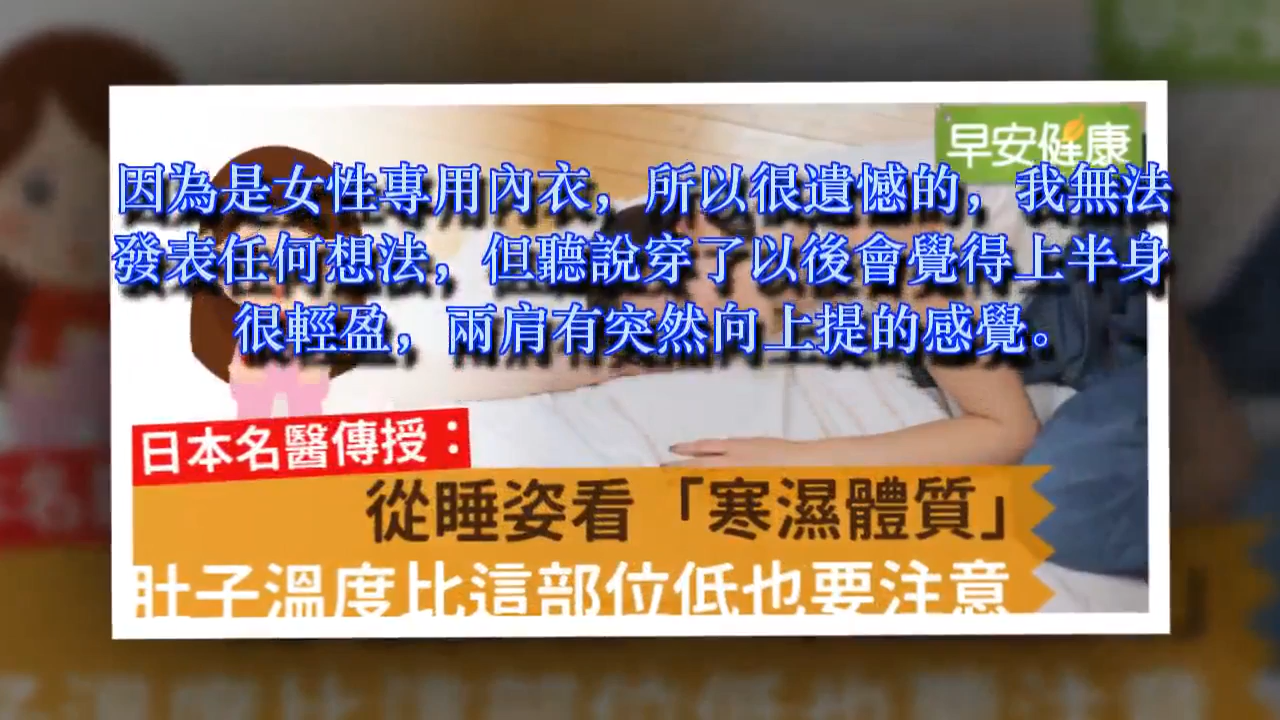 早安健康
因為是女性專用內衣，所以很遺憾的，我無法
發表任何想法，但聽說穿了以後會覺得上半身
很輕盈，兩肩有突然向上提的感覺。
日本名醫傳授：
從睡姿看「寒濕體質」
肚子溫度比這部位低也要注意